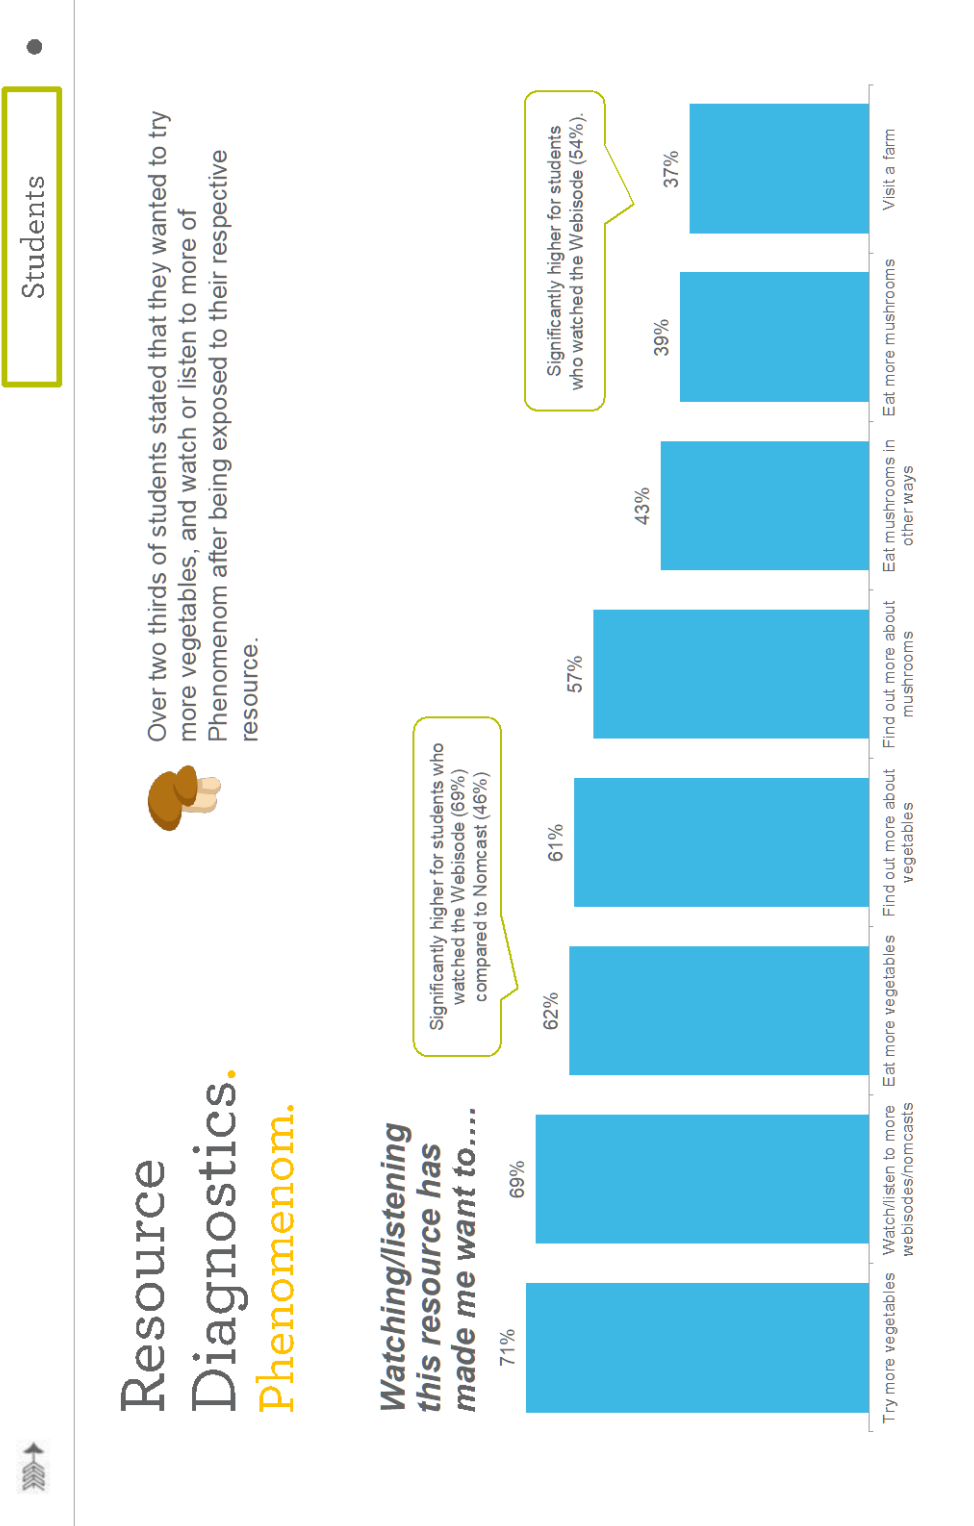 Students
Resource
Diagnostics.
Phenomenom.
Over two thirds of students stated that they wanted to try
more vegetables, and watch or listen to more of
Phenomenom after being exposed to their respective
resource.
Watching/listening
this resource has
made me want to.....
Significantly higher for students who
watched the Webisode (69%)
compared to Nomcast (46%)
Significantly higher for students
who watched the Webisode (54%).
71%
69%
62%
61%
57%
43%
39%
37%
Try more vegetables
Watch/listen to more
webisodes/nomcasts
Eat more vegetables
Find out more about
vegetables
Find out more about
mushrooms
Eat mushrooms in
other ways
Eat more mushrooms
Visit a farm